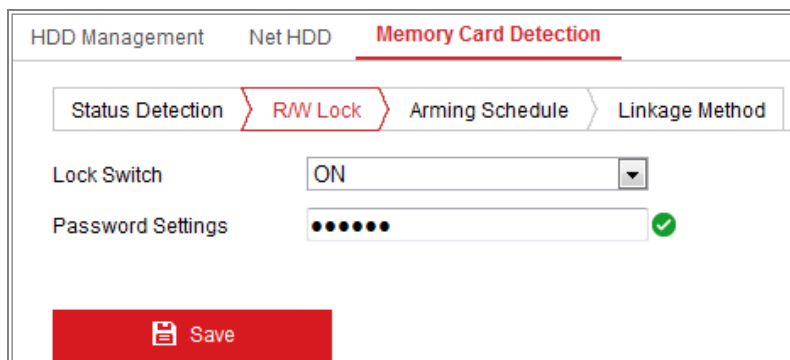 HDD Management Net HDD Memory Card Detection
Status Detection R/W Lock Arming Schedule Linkage Method
Lock Switch ON
Password Settings ••••••
Save